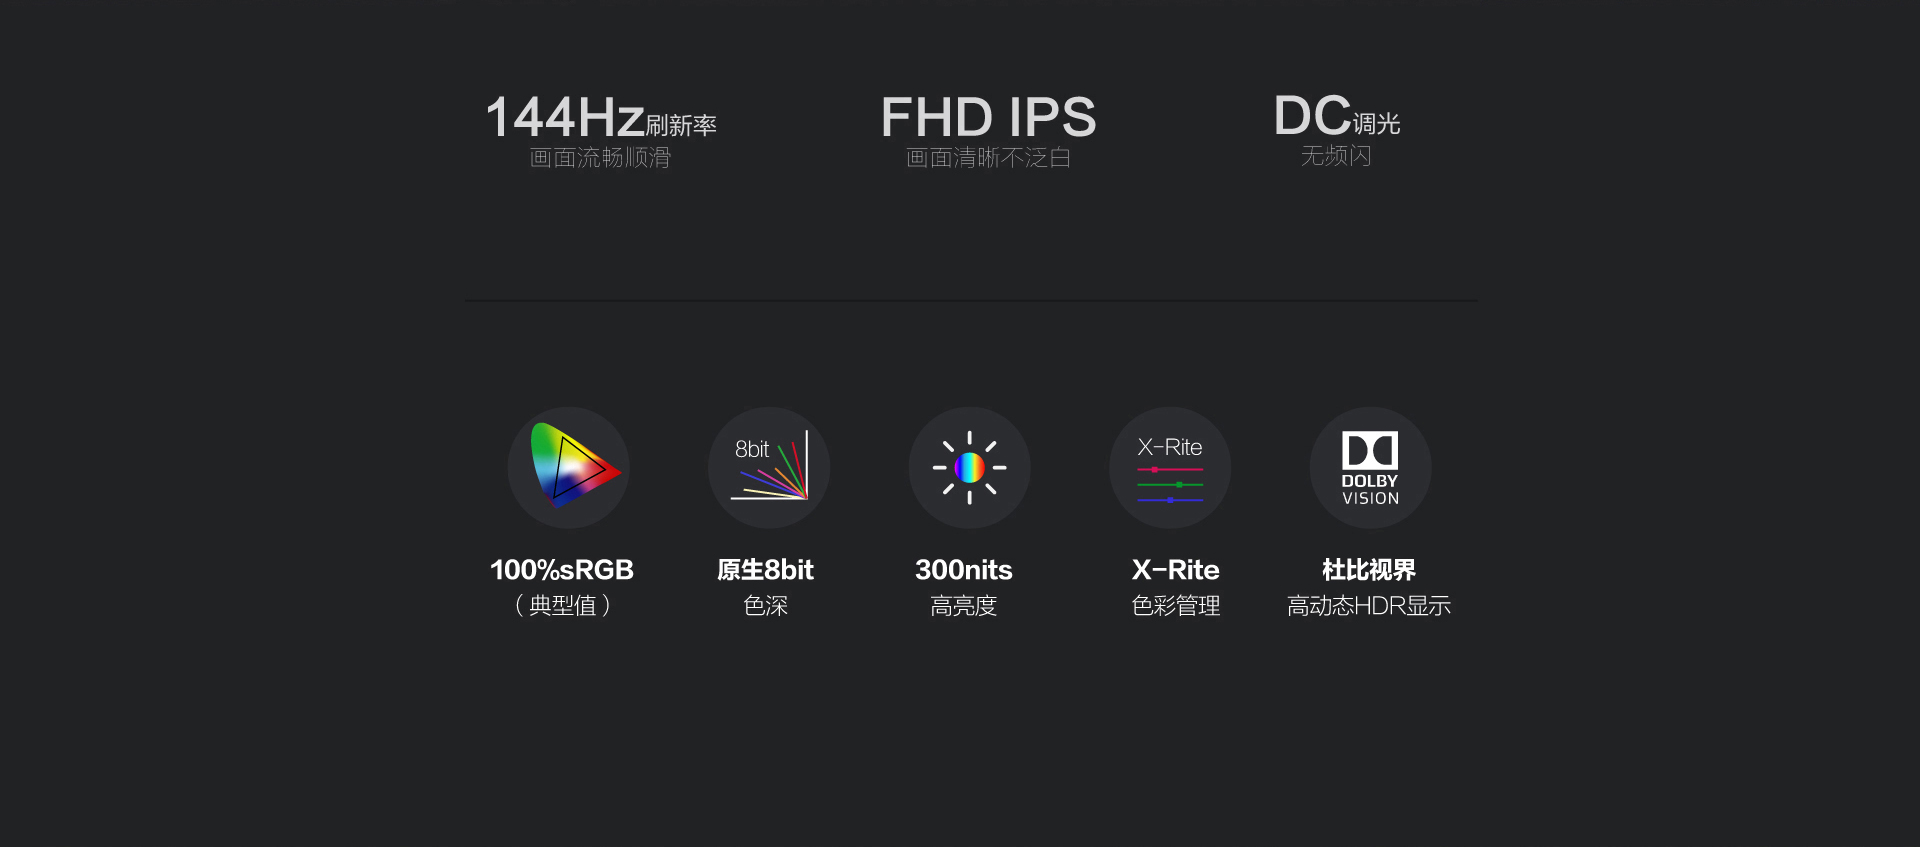 144Hz刷新率
画面流畅顺滑
FHD IPS
画面清晰不泛白
DC调光
无频闪
8bit
X-Rite
DOLBY
VISION
100%sRGB
（典型值）
原生8bit
色深
300nits
高亮度
X-Rite
色彩管理
杜比视界
高动态HDR显示